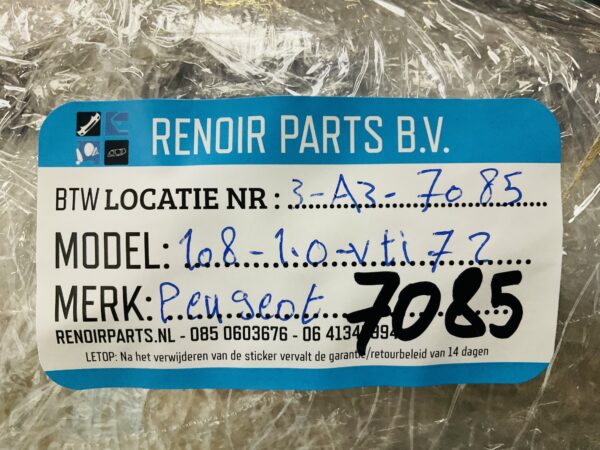 RENOIR PARTS B.V.
BTW LOCATIE NR : 3-A3-7085
MODEL: 108-1.0-vti 72
MERK: Peugeot 7085
RENOIRPARTS.NL - 085 0603676 - 06
LETOP: Na het verwijderen van de sticker vervalt de garantie/retourbeleid van 14 dagen